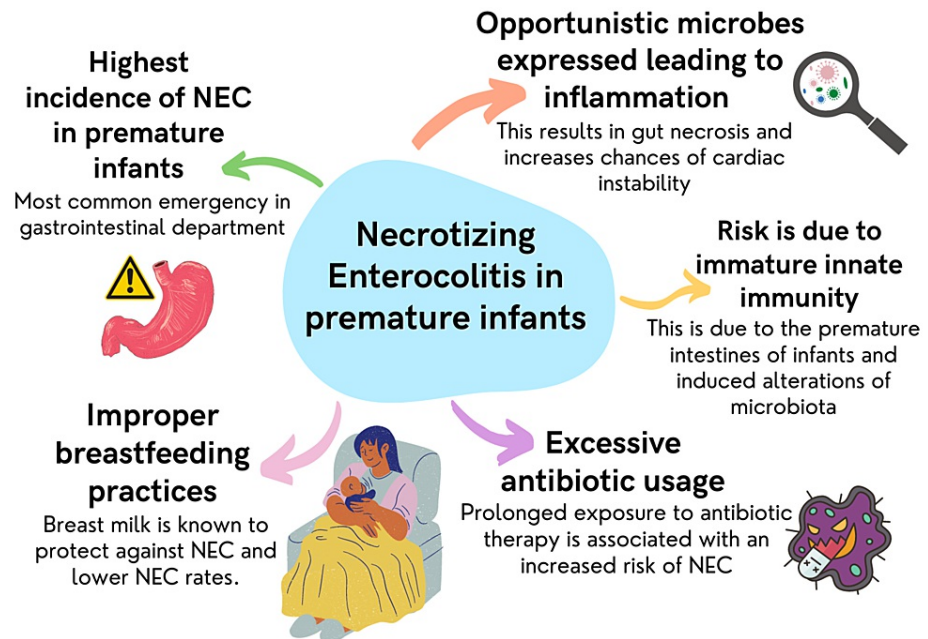 Necrotizing
Enterocolitis in
premature infants
Highest
incidence of NEC
in premature
infants
Most common emergency in
gastrointestinal department
Opportunistic microbes
expressed leading to
inflammation
This results in gut necrosis and
increases chances of cardiac
instability
Risk is due to
immature innate
immunity
This is due to the premature
intestines of infants and
induced alterations of
microbiota
Improper
breastfeeding
practices
Breast milk is known to
protect against NEC and
lower NEC rates.
Excessive
antibiotic usage
Prolonged exposure to antibiotic
therapy is associated with an
increased risk of NEC